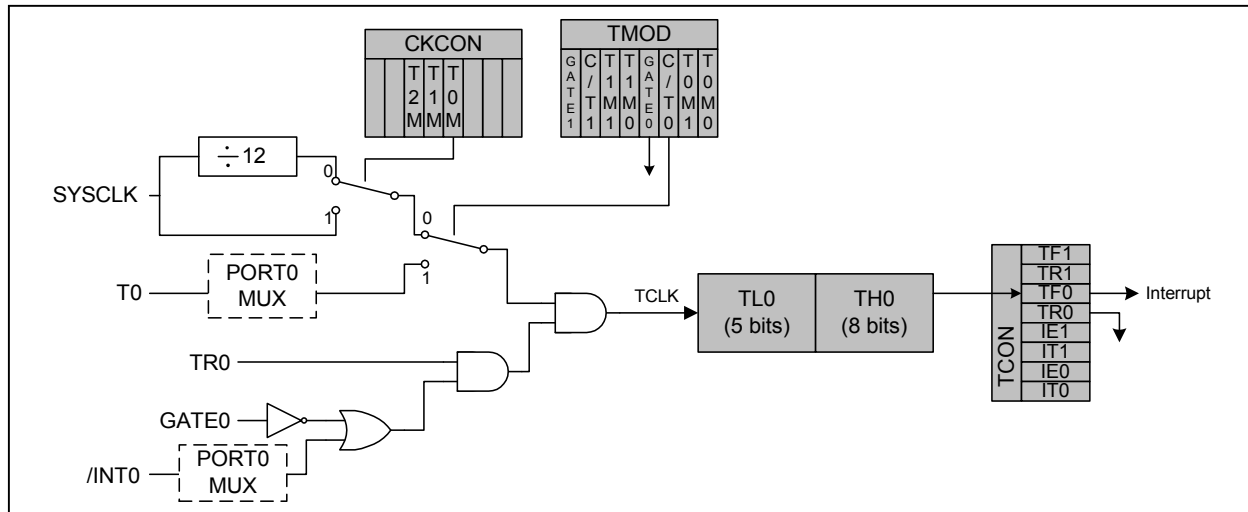 CKCON
T2M T1M T0M
TMOD
GATE1 C/T1 T1M1 T1M0 GATE0 C/T0 T0M1 T0M0
÷12
0
SYSCLK
1
0
T0
PORT0
MUX
1
TCLK
TL0
(5 bits)
TH0
(8 bits)
TCON
TF1
TR1
TF0
TR0
IE1
IT1
IE0
IT0
Interrupt
TR0
GATE0
/INT0
PORT0
MUX